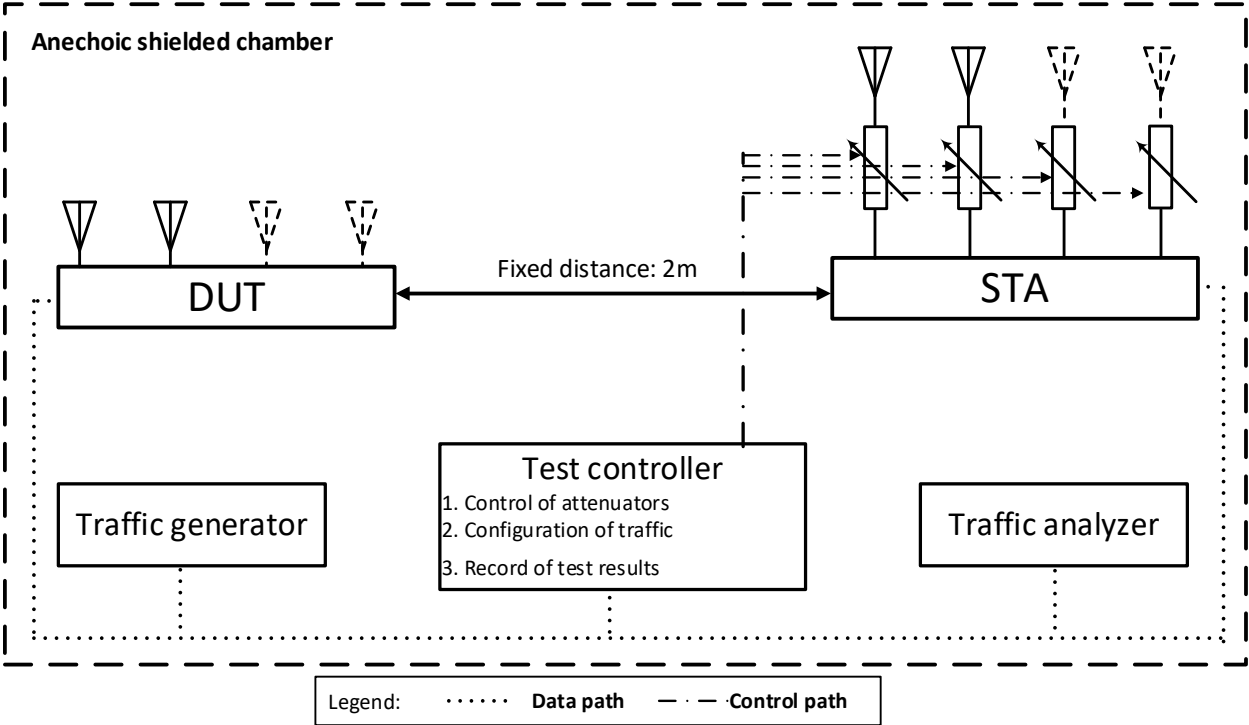 Anechoic shielded chamber
Fixed distance: 2m
DUT
STA
Test controller
1. Control of attenuators
2. Configuration of traffic
3. Record of test results
Traffic generator
Traffic analyzer
Legend: Data path Control path